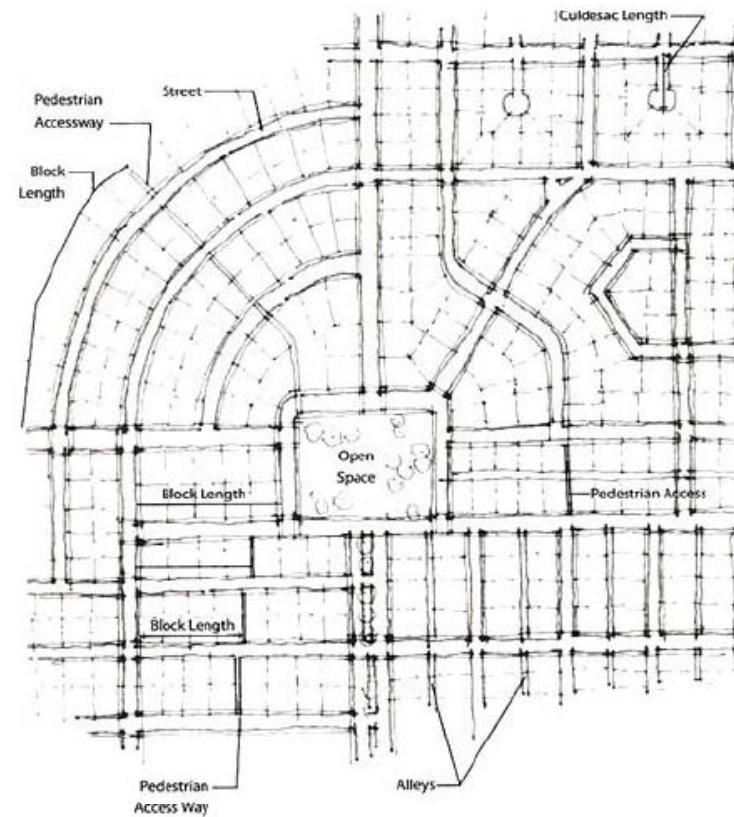 Culdesac Length
Street
Pedestrian
Accessway
Block
Length
Open
Space
Block Length
Pedestrian Access
Block Length
Pedestrian
Access Way
Alleys